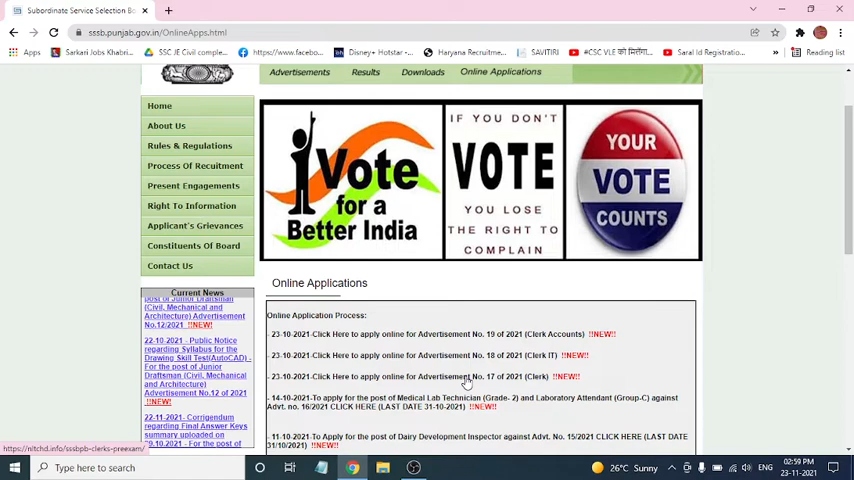 Subordinate Service Selection Bo
sssb.punjab.gov.in/OnlineApps.html
Apps
Sarkari Jobs Khabri...
SSC JE Civil comple...
https://www.facebo...
Disney+ Hotstar -...
Haryana Recruitme...
SAVITIRI
#CSC VLE को मिलेंगी...
Saral Id Registratio...
»
Reading list
Advertisements
Results
Downloads
Online Applications
Home
About Us
Rules & Regulations
Process Of Recruitment
Present Engagements
Right To Information
Applicant's Grievances
Constituents Of Board
Contact Us
Vote
for a
Better India
IF YOU DON'T
VOTE
YOU LOSE
THE RIGHT TO
COMPLAIN
YOUR
VOTE
COUNTS
Current News
post of Junior Draftsman
(Civil, Mechanical and
Architecture) Advertisement
No.12/2021 !!NEW!
22-10 - 2021 - Public Notice
regarding Syllabus for the
Drawing Skill Test(AutoCAD) -
For the post of Junior
Draftsman (Civil, Mechanical
and Architecture)
Advertisement No.12 of 2021
!!NEW!
22-11-2021- Corrigendum
regarding Final Answer Keys
summary uploaded on
09.10.2021 - For the post of
Online Applications
Online Application Process:
- 23-10-2021-Click Here to apply online for Advertisement No. 19 of 2021 (Clerk Accounts) !!NEW!!
- 23-10-2021-Click Here to apply online for Advertisement No. 18 of 2021 (Clerk IT) !!NEW!!
- 23-10-2021-Click Here to apply online for Advertisement No. 17 of 2021 (Clerk) !!NEW!!
- 14-10-2021-To apply for the post of Medical Lab Technician (Grade- 2) and Laboratory Attendant (Group-C) against
Advt. no. 16/2021 CLICK HERE (LAST DATE 31-10-2021) !!NEW!!
- 11-10-2021-To Apply for the post of Dairy Development Inspector against Advt. No. 15/2021 CLICK HERE (LAST DATE
31/10/2021) !!NEW!!
https://nitchd.info/sssbpb-clerks-preexam/
Type here to search
26°C Sunny
ENG
02:59 PM
23-11-2021